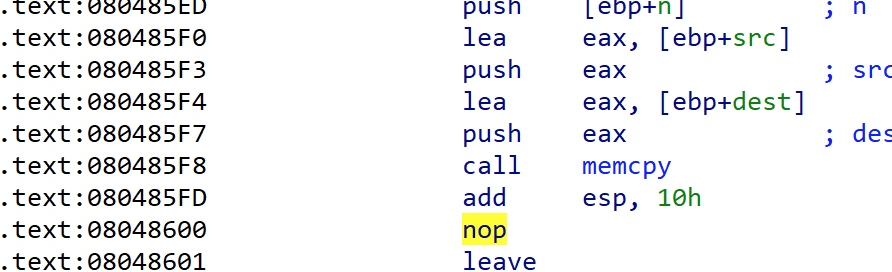 .text:080485ED push [ebp+n] ; n
.text:080485F0 lea eax, [ebp+src]
.text:080485F3 push eax ; src
.text:080485F4 lea eax, [ebp+dest]
.text:080485F7 push eax ; des
.text:080485F8 call memcpy
.text:080485FD add esp, 10h
.text:08048600 nop
.text:08048601 leave